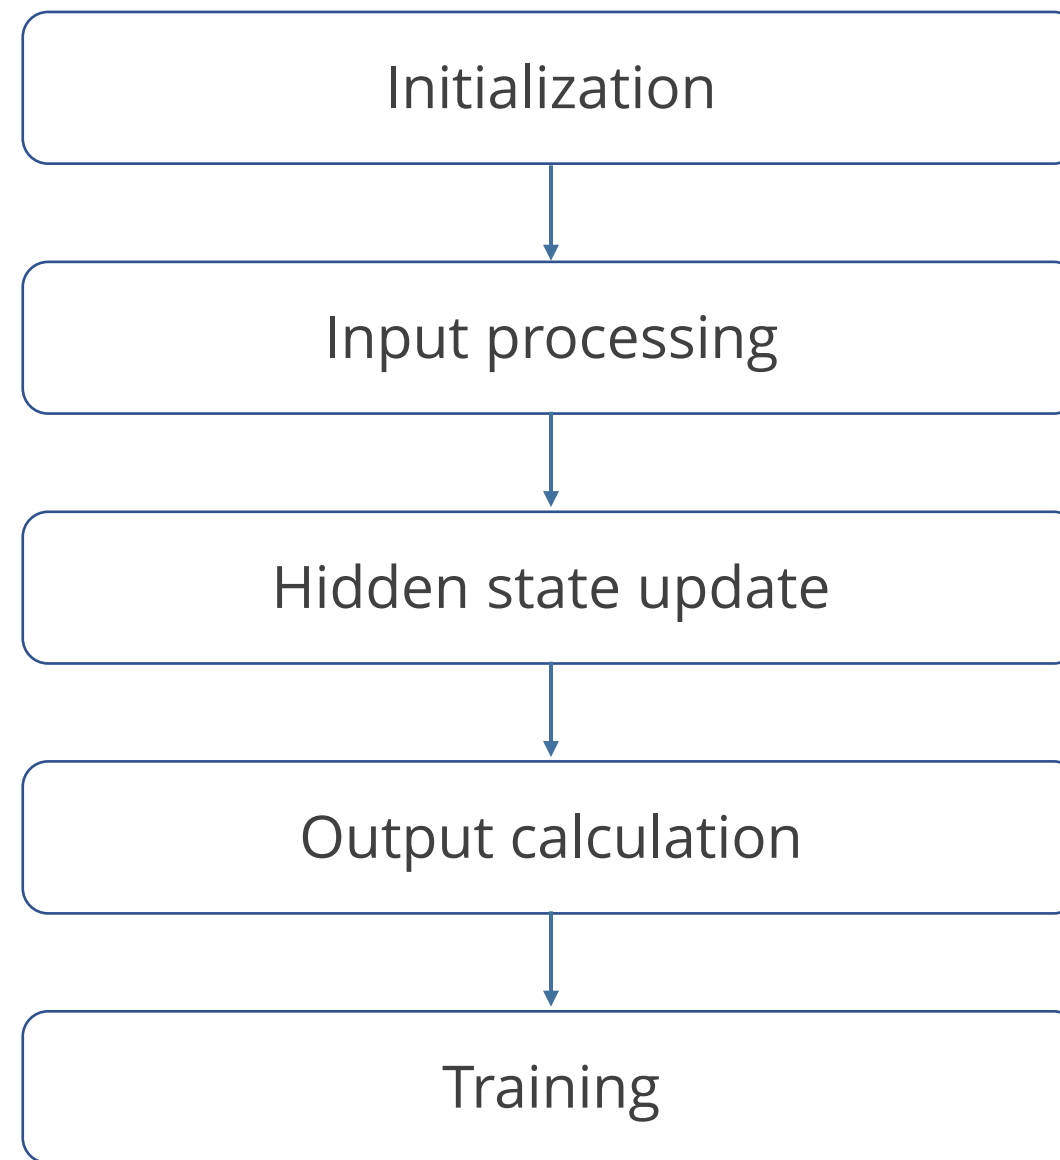 Initialization
Input processing
Hidden state update
Output calculation
Training